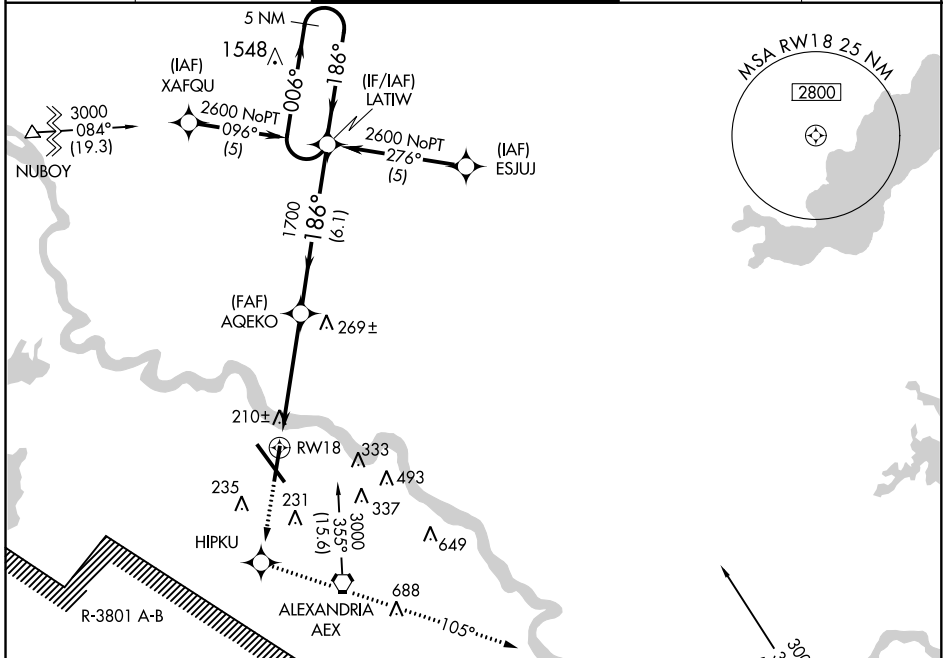 5 NM
1548
006°
186°
(IAF)
XAFQU
2600 NoPT
096°
(5)
(IF/IAF)
LATIW
2600 NoPT
276°
(5)
(IAF)
ESJUJ
3000
084°
(19.3)
NUBOY
MSA RW18 25 NM
2800
1700
186°
(6.1)
(FAF)
AQEKO
269±
210±
RW18
333
493
337
235
231
649
3000
355°
(15.6)
HIPKU
688
ALEXANDRIA
AEX
105°
R-3801 A-B